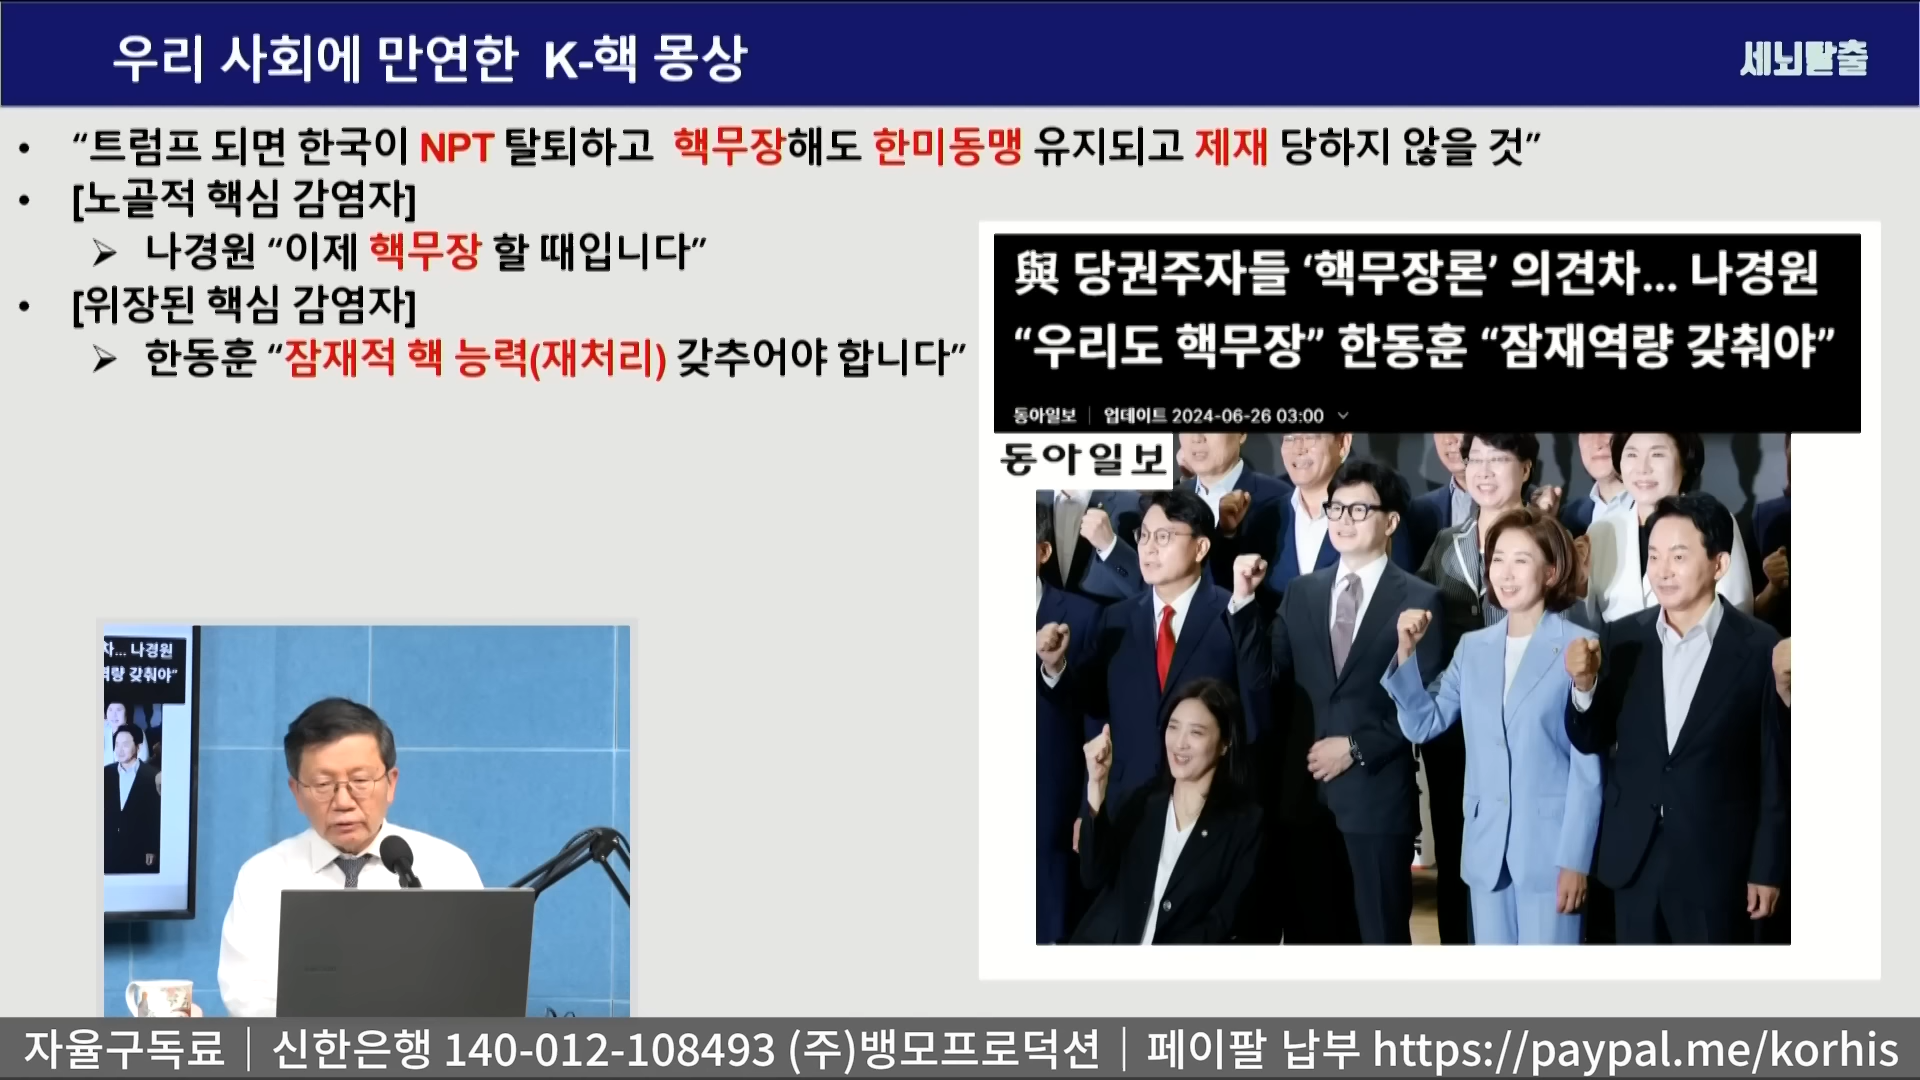 우리 사회에 만연한 K-핵 몽상
세뇌탈출
• “트럼프 되면 한국이 NPT 탈퇴하고 핵무장해도 한미동맹 유지되고 제재 당하지 않을 것”
• [노골적 핵심 감염자]
➢ 나경원 “이제 핵무장 할 때입니다”
• [위장된 핵심 감염자]
➢ 한동훈 “잠재적 핵 능력(재처리) 갖추어야 합니다”
與 당권주자들 ‘핵무장론’ 의견차... 나경원
“우리도 핵무장” 한동훈 “잠재역량 갖춰야”
동아일보 | 업데이트 2024-06-26 03:00
동아일보
차... 나경원
역량 갖춰야”
자율구독료│신한은행 140-012-108493 (주)뱅모프로덕션│페이팔 납부 https://paypal.me/korhis